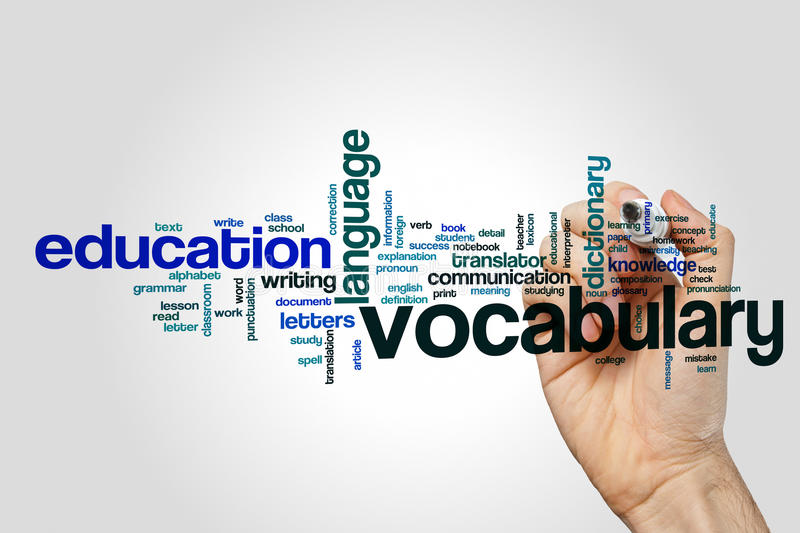 language
dictionary
correction
information
foreign
verb
book
student
detail
teacher
lexicon
educational
interpreter
learning
primary
exercise
concept
educate
text
write
class
school
education
success
notebook
paper
child
homework
university
teaching
explanation
pronoun
translator
knowledge
test
check
alphabet
grammar
word
writing
communication
composition
pronunciation
classroom
punctuation
document
english
definition
print
meaning
studying
noun
glossary
lesson
read
letter
work
letters
vocabulary
choice
study
spell
translation
article
college
message
mistake
learn